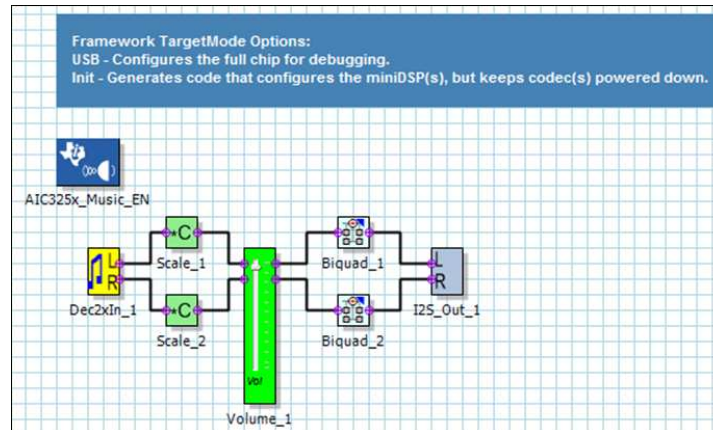 Framework TargetMode Options:
USB - Configures the full chip for debugging.
Init - Generates code that configures the miniDSP(s), but keeps codec(s) powered down.
AIC325x_Music_EN
C
C
L
R
L
R
Scale_1
Biquad_1
Dec2xIn_1
I2S_Out_1
Scale_2
Biquad_2
Vol
Volume_1